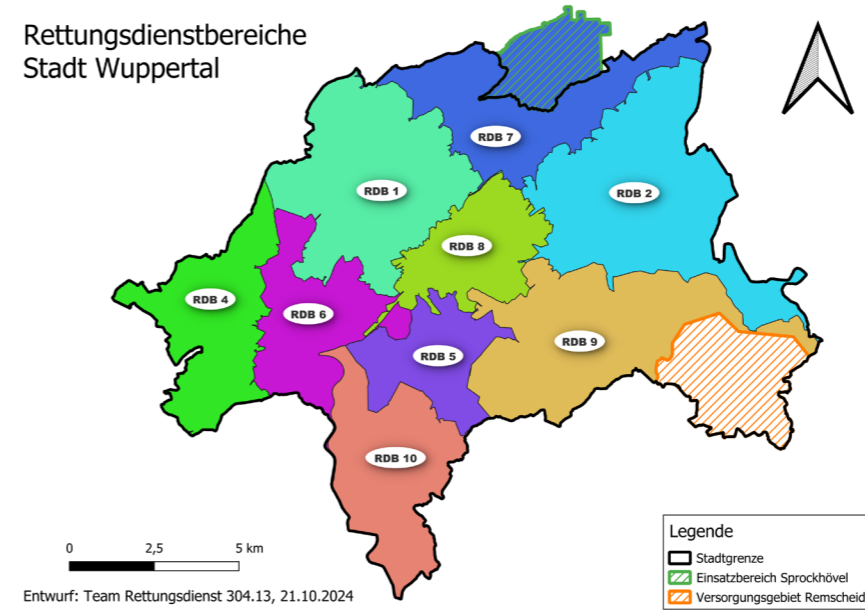 Rettungsdienstbereiche
Stadt Wuppertal
RDB 7
RDB 1
RDB 2
RDB 8
RDB 4
RDB 6
RDB 5
RDB 9
RDB 10
0 2,5 5 km
Entwurf: Team Rettungsdienst 304.13, 21.10.2024
Legende
Stadtgrenze
Einsatzbereich Sprockhövel
Versorgungsgebiet Remscheid